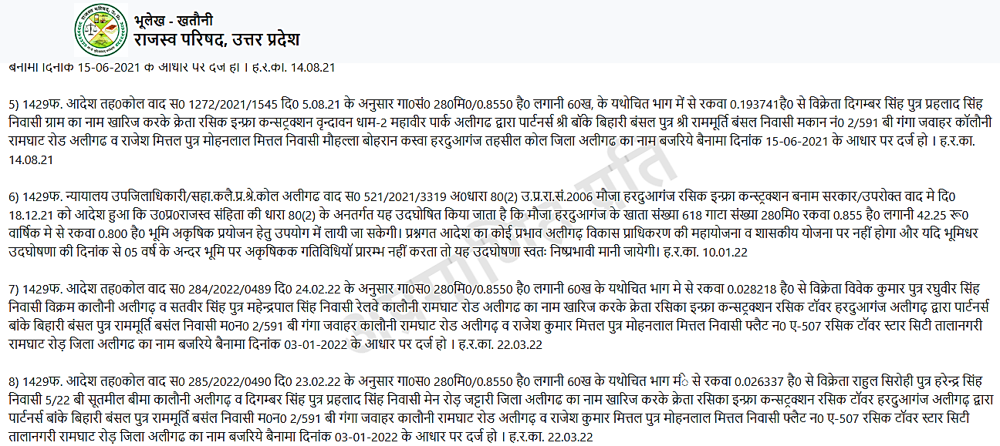 भूलेख - खतौनी
राजस्व परिषद, उत्तर प्रदेश
बैनामा दिनांक 15-06-2021 के आधार पर दर्ज हो । ह.र.का. 14.08.21
5) 1429फ. आदेश तह0कोल वाद स0 1272/2021/1545 दि0 5.08.21 के अनुसार गा0सं0 280मि0/0.8550 है0 लगानी 60ख, के यथोचित भाग में से रकवा 0.193741है0 से विक्रेता दिगम्बर सिंह पुत्र प्रहलाद सिंह
निवासी ग्राम का नाम खारिज करके क्रेता रसिक इन्फ्रा कन्सट्रक्शन वृन्दावन धाम-2 महावीर पार्क अलीगढ द्वारा पार्टनर्स श्री बॉके बिहारी बंसल पुत्र श्री राममूर्ति बंसल निवासी मकान नं0 2/591 बी गंगा जवाहर कॉलौनी
रामघाट रोड अलीगढ व राजेश मित्तल पुत्र मोहनलाल मित्तल निवासी मौहल्ला बोहरान कस्वा हरदुआगंज तहसील कोल जिला अलीगढ का नाम बजरिये बैनामा दिनांक 15-06-2021 के आधार पर दर्ज हो । ह.र.का.
14.08.21
6) 1429फ. न्यायालय उपजिलाधिकारी/सहा.कलै.प्र.श्रे.कोल अलीगढ वाद स0 521/2021/3319 अ0धारा 80(2) उ.प्र.रा.सं.2006 मौजा हरदुआगंज रसिक इन्फ्रा कन्स्ट्रक्शन बनाम सरकार/उपरोक्त वाद मे दि0
18.12.21 को आदेश हुआ कि उ0प्र0राजस्व संहिता की धारा 80(2) के अनतर्गत यह उदघोषित किया जाता है कि मौजा हरदुआगंज के खाता संख्या 618 गाटा संख्या 280मि0 रकवा 0.855 है0 लगानी 42.25 रू0
वार्षिक मे से रकवा 0.800 है0 भूमि अकृषिक प्रयोजन हेतु उपयोग में लायी जा सकेगी। प्रश्नगत आदेश का कोई प्रभाव अलीगढ़ विकास प्राधिकरण की महायोजना व शासकीय योजना पर नहीं होगा और यदि भूमिधर
उदघोषणा की दिनांक से 05 वर्ष के अन्दर भूमि पर अकृषिकक गतिविधियॉ प्रारम्भ नहीं करता तो यह उदघोषणा स्वतः निष्प्रभावी मानी जायेगी। ह.र.का. 10.01.22
7) 1429फ. आदेश तह0कोल वाद स0 284/2022/0489 दि0 24.02.22 के अनुसार गा0स0 280मि0/0.8550 है0 लगानी 60ख के यथोचित भाग मे से रकवा 0.028218 है0 से विक्रेता विवेक कुमार पुत्र रघुवीर सिंह
निवासी विक्रम कालौनी अलीगढ़ व सतवीर सिंह पुत्र महेन्द्रपाल सिंह निवासी रेलवे कालौनी रामघाट रोड अलीगढ का नाम खारिज करके क्रेता रसिका इन्फ्रा कन्सट्रक्शन रसिक टॉवर हरदुआगंज अलीगढ़ द्वारा पार्टनर्स
बांके बिहारी बंसल पुत्र राममूर्ति बसंल निवासी म0न0 2/591 बी गंगा जवाहर कालौनी रामघाट रोड अलीगढ़ व राजेश कुमार मित्तल पुत्र मोहनलाल मित्तल निवासी फ्लैट न0 ए-507 रसिक टॉवर स्टार सिटी तालानगरी
रामघाट रोड़ जिला अलीगढ का नाम बजरिये बैनामा दिनांक 03-01-2022 के आधार पर दर्ज हो । ह.र.का. 22.03.22
8) 1429फ. आदेश तह0कोल वाद स0 285/2022/0490 दि0 23.02.22 के अनुसार गा0स0 280मि0/0.8550 है0 लगानी 60ख के यथोचित भाग मंे से रकवा 0.026337 है0 से विक्रेता राहुल सिरोही पुत्र हरेन्द्र सिंह
निवासी 5/22 बी सूतमील बीमा कालौनी अलीगढ़ व दिगम्बर सिंह पुत्र प्रहलाद सिंह निवासी मेन रोड़ जट्टारी जिला अलीगढ का नाम खारिज करके क्रेता रसिका इन्फ्रा कन्सट्रक्शन रसिक टॉवर हरदुआगंज अलीगढ़ द्वारा
पार्टनर्स बांके बिहारी बंसल पुत्र राममूर्ति बसंल निवासी म0न0 2/591 बी गंगा जवाहर कालौनी रामघाट रोड अलीगढ़ व राजेश कुमार मित्तल पुत्र मोहनलाल मित्तल निवासी फ्लैट न0 ए-507 रसिक टॉवर स्टार सिटी
तालानगरी रामघाट रोड़ जिला अलीगढ का नाम बजरिये बैनामा दिनांक 03-01-2022 के आधार पर दर्ज हो । ह.र.का. 22.03.22